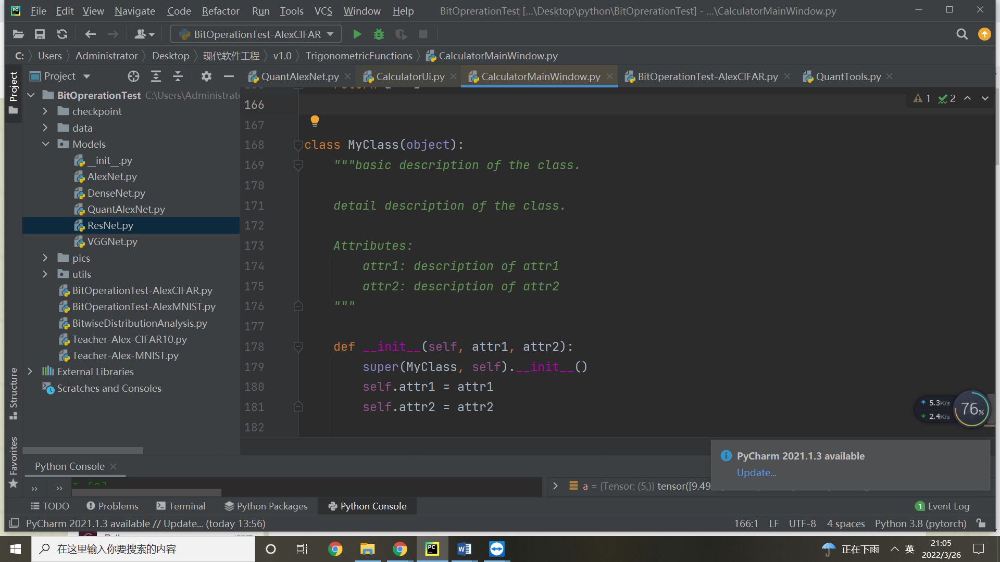 File Edit View Navigate Code Refactor Run Tools VCS Window Help BitOprerationTest [...\Desktop\python\BitOprerationTest] - ...\CalculatorMainWindow.py
BitOperationTest-AlexCIFAR
C: Users Administrator Desktop 现代软件工程 v1.0 TrigonometricFunctions CalculatorMainWindow.py
Project
Project
QuantAlexNet.py CalculatorUi.py CalculatorMainWindow.py BitOperationTest-AlexCIFAR.py QuantTools.py
BitOprerationTest C:\Users\Administrato
checkpoint
data
Models
__init__.py
AlexNet.py
DenseNet.py
QuantAlexNet.py
ResNet.py
VGGNet.py
pics
utils
BitOperationTest-AlexCIFAR.py
BitOperationTest-AlexMNIST.py
BitwiseDistributionAnalysis.py
Teacher-Alex-CIFAR10.py
Teacher-Alex-MNIST.py
External Libraries
Scratches and Consoles
Structure
Favorites
1 2
166
167
168 class MyClass(object):
169 """basic description of the class.
170
171 detail description of the class.
172
173 Attributes:
174 attr1: description of attr1
175 attr2: description of attr2
176 """
177
178 def __init__(self, attr1, attr2):
179 super(MyClass, self).__init__()
180 self.attr1 = attr1
181 self.attr2 = attr2
182
5.3K/s
2.4K/s
76%
PyCharm 2021.1.3 available
Update...
Python Console
a = {Tensor: (5,)} tensor([9.49
TODO Problems Terminal Python Packages Python Console 1 Event Log
PyCharm 2021.1.3 available // Update... (today 13:56) 166:1 LF UTF-8 4 spaces Python 3.8 (pytorch)
在这里输入你要搜索的内容
正在下雨 英 21:05
2022/3/26